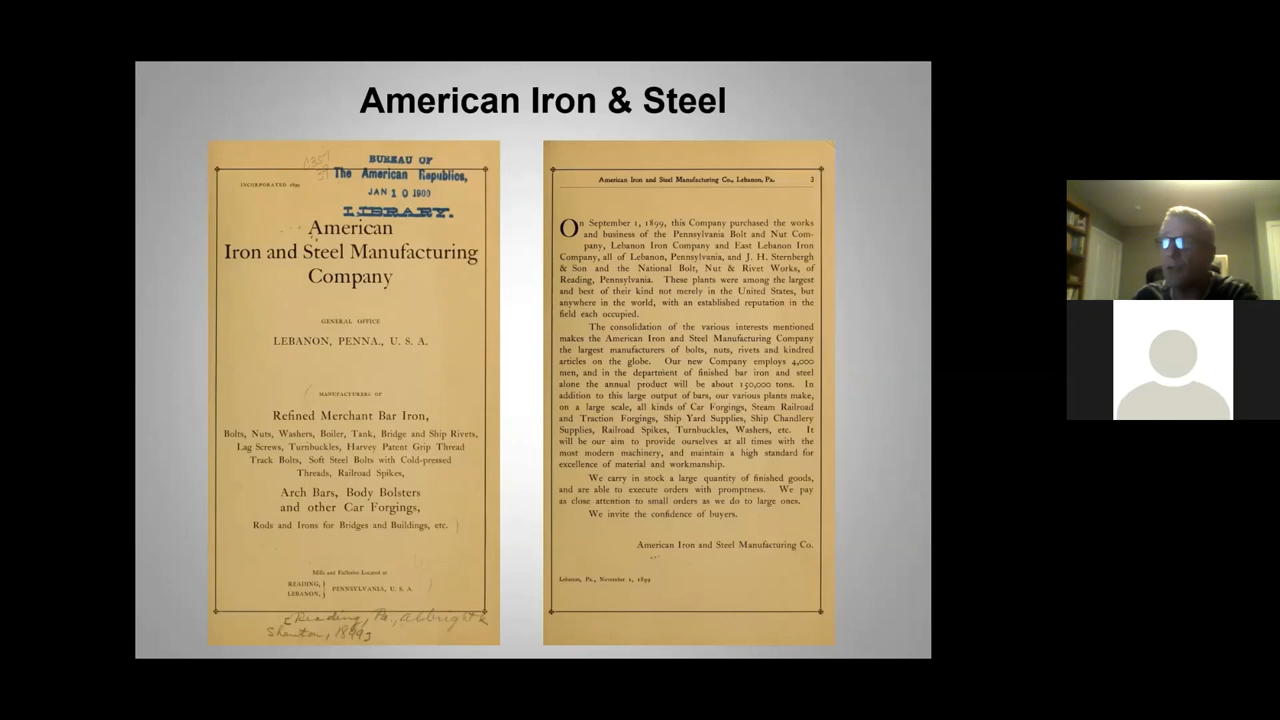 American Iron & Steel
BUREAU OF
The American Republics,
JAN 10 1900
LIBRARY.
INCORPORATED 1899
American
Iron and Steel Manufacturing
Company
GENERAL OFFICE
LEBANON, PENNA., U. S. A.
MANUFACTURERS OF
Refined Merchant Bar Iron,
Bolts, Nuts, Washers, Boiler, Tank, Bridge and Ship Rivets,
Lag Screws, Turnbuckles, Harvey Patent Grip Thread
Track Bolts, Soft Steel Bolts with Cold-pressed
Threads, Railroad Spikes,
Arch Bars, Body Bolsters
and other Car Forgings,
Rods and Irons for Bridges and Buildings, etc.
Mills and Factories Located at
READING,
LEBANON,
PENNSYLVANIA, U. S. A.
Reading, Pa., Albright &
American Iron and Steel Manufacturing Co., Lebanon, Pa. 3
On September 1, 1899, this Company purchased the works
and business of the Pennsylvania Bolt and Nut Com-
pany, Lebanon Iron Company and East Lebanon Iron
Company, all of Lebanon, Pennsylvania, and J. H. Sternbergh
& Son and the National Bolt, Nut & Rivet Works, of
Reading, Pennsylvania. These plants were among the largest
and best of their kind not merely in the United States, but
anywhere in the world, with an established reputation in the
field each occupied.
The consolidation of the various interests mentioned
makes the American Iron and Steel Manufacturing Company
the largest manufacturers of bolts, nuts, rivets and kindred
articles on the globe. Our new Company employs 4,000
men, and in the department of finished bar iron and steel
alone the annual product will be about 150,000 tons. In
addition to this large output of bars, our various plants make,
on a large scale, all kinds of Car Forgings, Steam Railroad
and Traction Forgings, Ship Yard Supplies, Ship Chandlery
Supplies, Railroad Spikes, Turnbuckles, Washers, etc. It
will be our aim to provide ourselves at all times with the
most modern machinery, and maintain a high standard for
excellence of material and workmanship.
We carry in stock a large quantity of finished goods,
and are able to execute orders with promptness. We pay
as close attention to small orders as we do to large ones.
We invite the confidence of buyers.
American Iron and Steel Manufacturing Co.
Lebanon, Pa., November 1, 1899